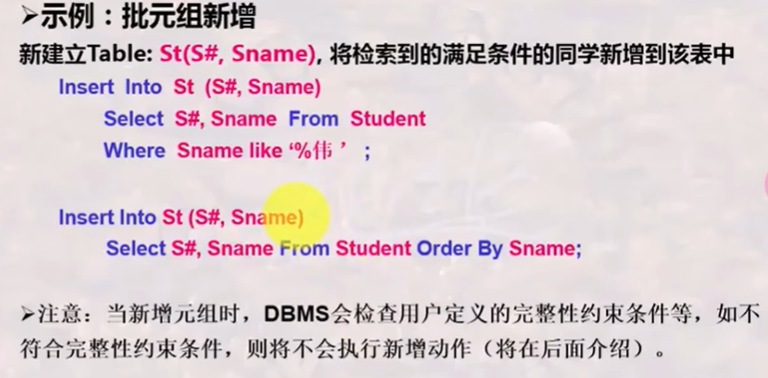 ➢示例：批元组新增
新建立Table: St(S#, Sname), 将检索到的满足条件的同学新增到该表中
Insert Into St (S#, Sname)
Select S#, Sname From Student
Where Sname like ‘%伟 ’ ;
Insert Into St (S#, Sname)
Select S#, Sname From Student Order By Sname;
➢注意：当新增元组时，DBMS会检查用户定义的完整性约束条件等，如不
符合完整性约束条件，则将不会执行新增动作（将在后面介绍）。